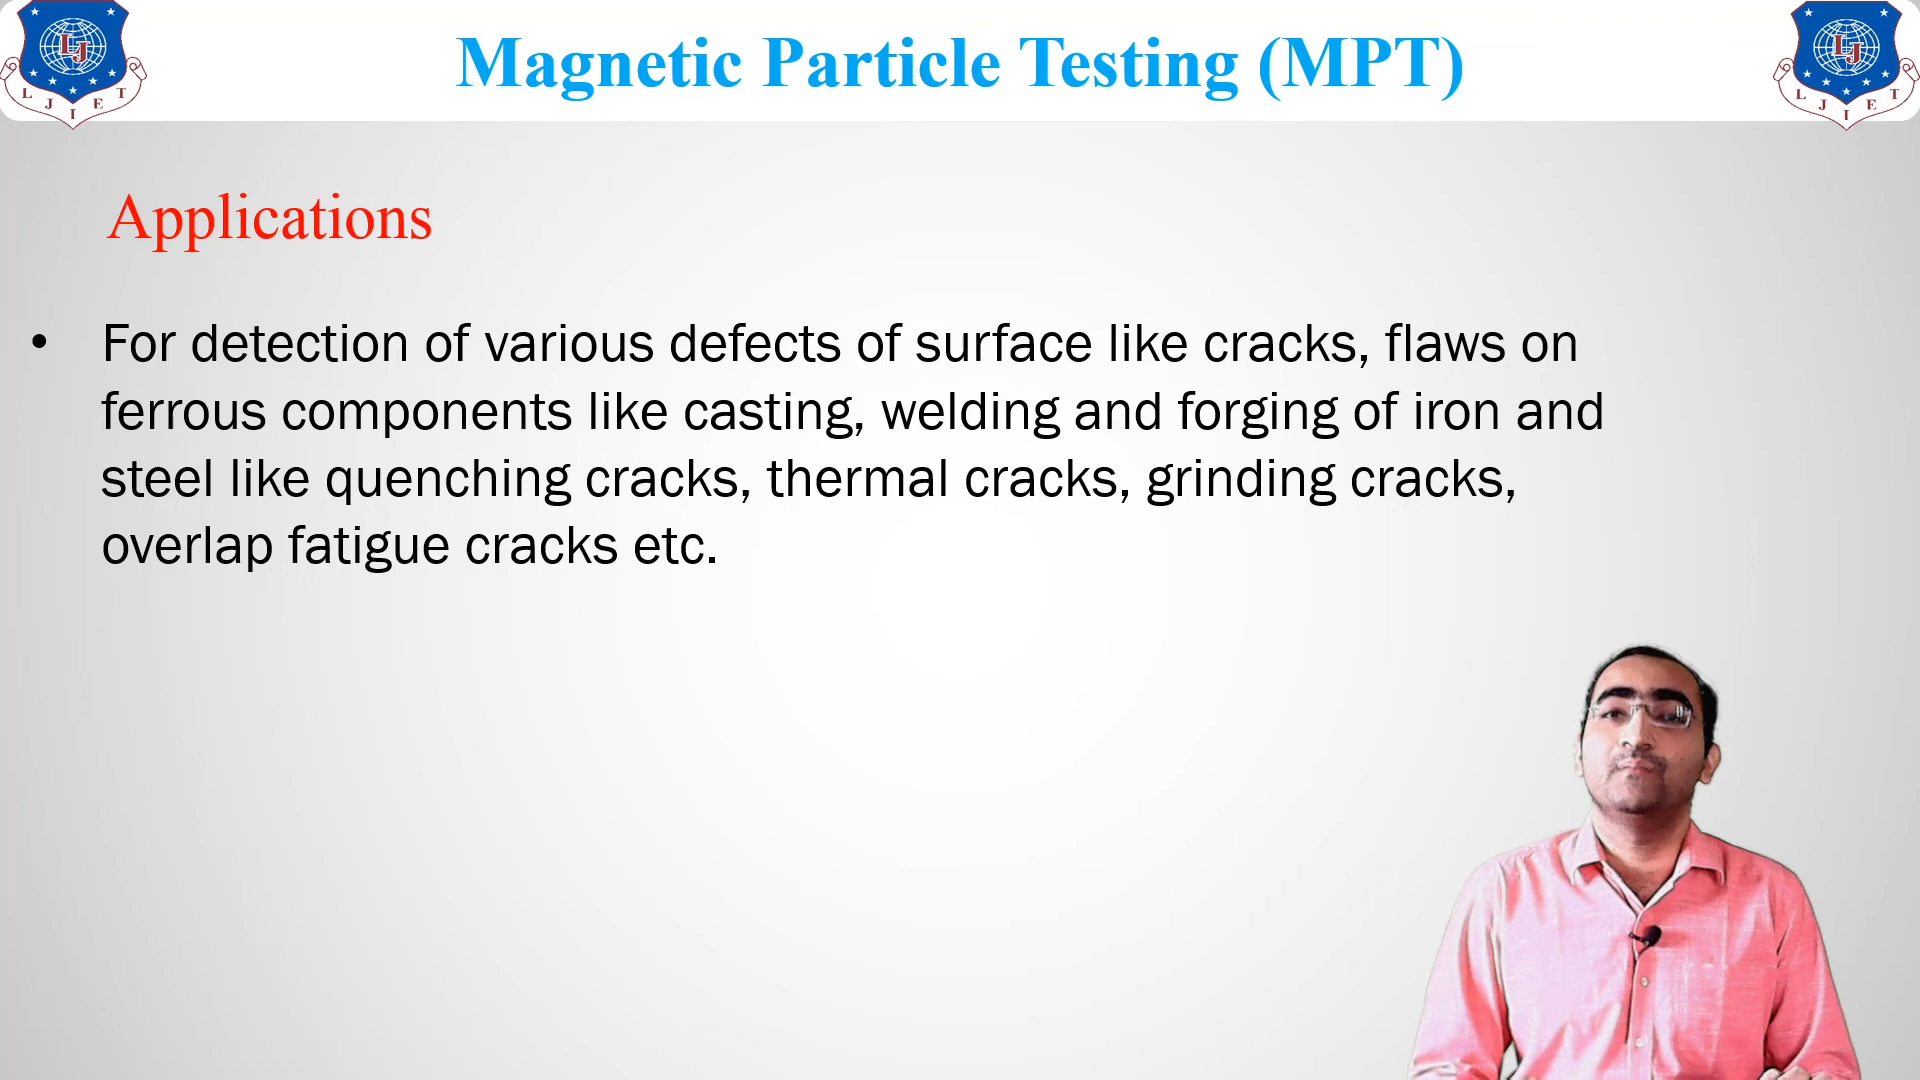 Magnetic Particle Testing (MPT)
LJ
L J I E T
LJ
L J I E T
Applications
• For detection of various defects of surface like cracks, flaws on
ferrous components like casting, welding and forging of iron and
steel like quenching cracks, thermal cracks, grinding cracks,
overlap fatigue cracks etc.